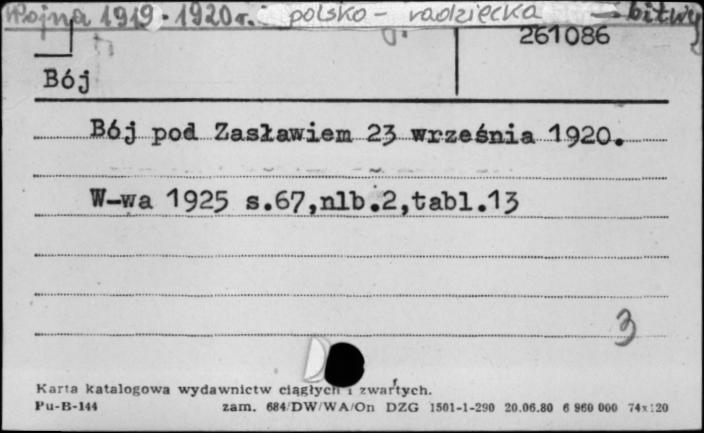 Wojna 1919-1920 r. polsko - radziecka → bitwy
261086
Bój
Bój pod Zasławiem 23 września 1920.
W-wa 1925 s.67,nlb.2,tabl.13
3
Karta katalogowa wydawnictw ciągłych i zwartych.
Pu-B-144 zam. 684/DW/WA/On DZG 1501-1-290 20.06.80 6 960 000 74x120